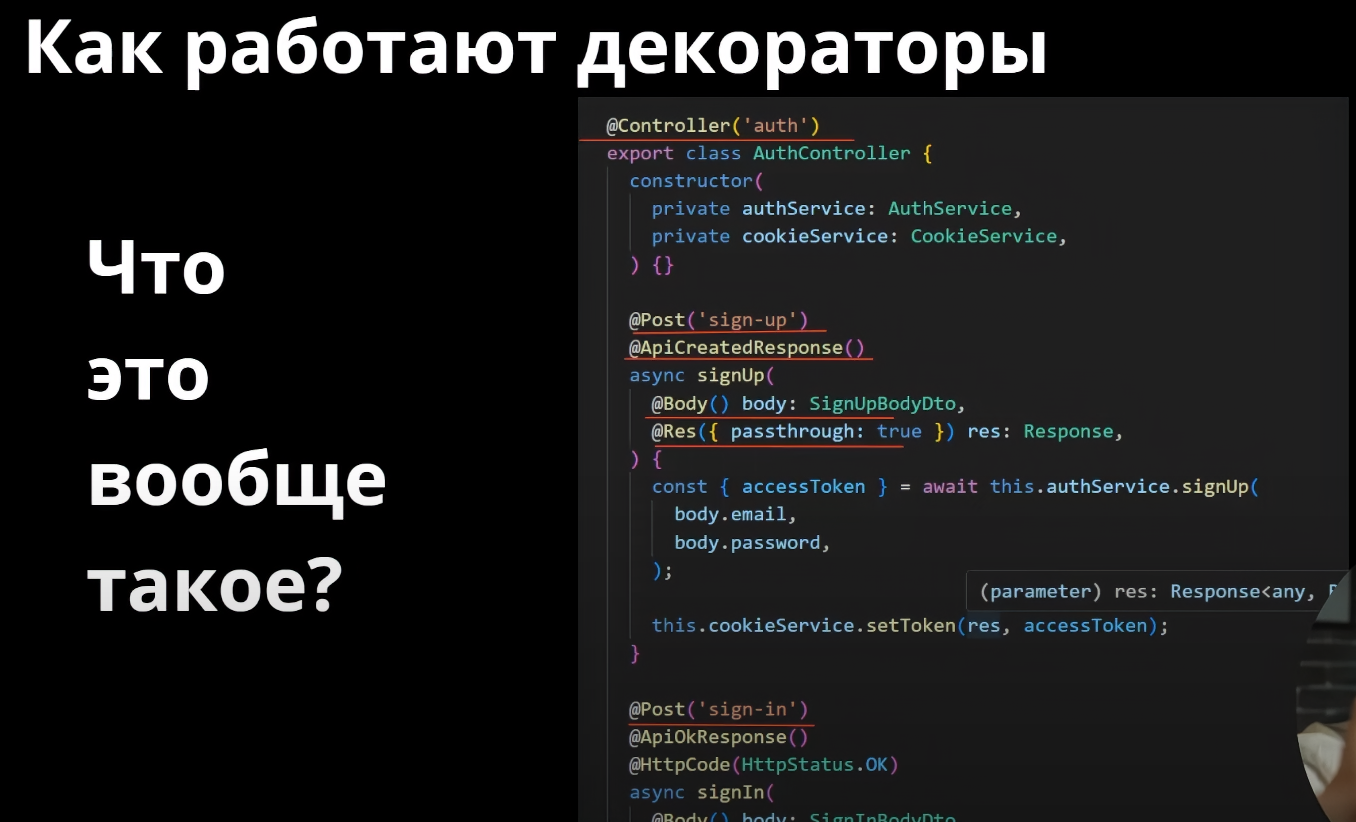 Как работают декораторы
Что
это
вообще
такое?
@Controller('auth')
export class AuthController {
constructor(
private authService: AuthService,
private cookieService: CookieService,
) {}
@Post('sign-up')
@ApiCreatedResponse()
async signUp(
@Body() body: SignUpBodyDto,
@Res({ passthrough: true }) res: Response,
) {
const { accessToken } = await this.authService.signUp(
body.email,
body.password,
);
(parameter) res: Response<any,
this.cookieService.setToken(res, accessToken);
}
@Post('sign-in')
@ApiOkResponse()
@HttpCode(HttpStatus.OK)
async signIn(
@Body() body: SignInBodyDto